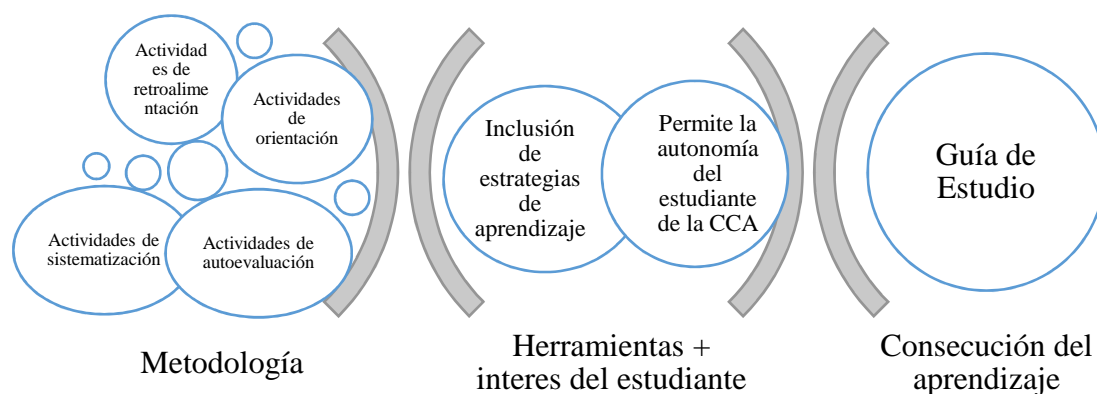 Actividad
es de
retroalime
ntación
Actividades
de
orientación
Actividades de
sistematización
Actividades de
autoevaluación
Metodología
Inclusión
de
estrategias
de
aprendizaje
Permite la
autonomía
del
estudiante
de la CCA
Herramientas +
interes del estudiante
Guía de
Estudio
Consecución del
aprendizaje